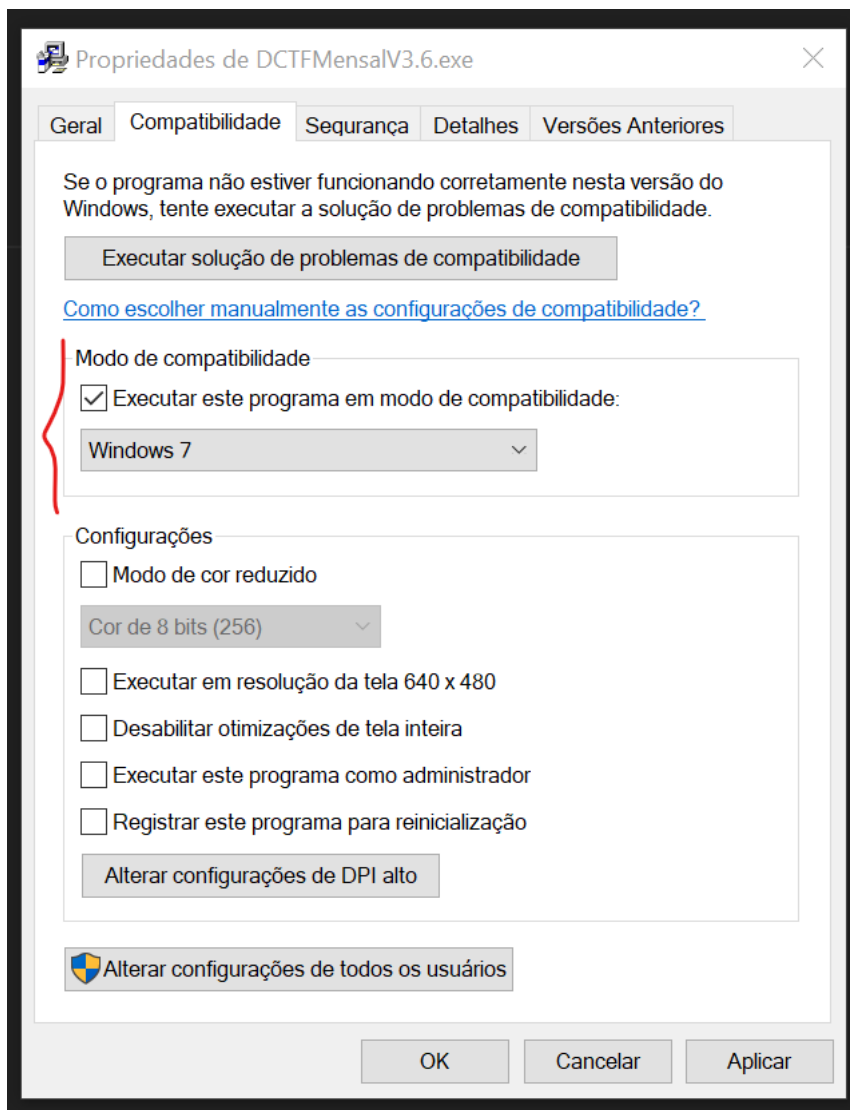 Propriedades de DCTFMensalV3.6.exe
Geral Compatibilidade Segurança Detalhes Versões Anteriores
Se o programa não estiver funcionando corretamente nesta versão do
Windows, tente executar a solução de problemas de compatibilidade.
Executar solução de problemas de compatibilidade
Como escolher manualmente as configurações de compatibilidade?
Modo de compatibilidade
Executar este programa em modo de compatibilidade:
Windows 7
Configurações
Modo de cor reduzido
Cor de 8 bits (256)
Executar em resolução da tela 640 x 480
Desabilitar otimizações de tela inteira
Executar este programa como administrador
Registrar este programa para reinicialização
Alterar configurações de DPI alto
Alterar configurações de todos os usuários
OK Cancelar Aplicar